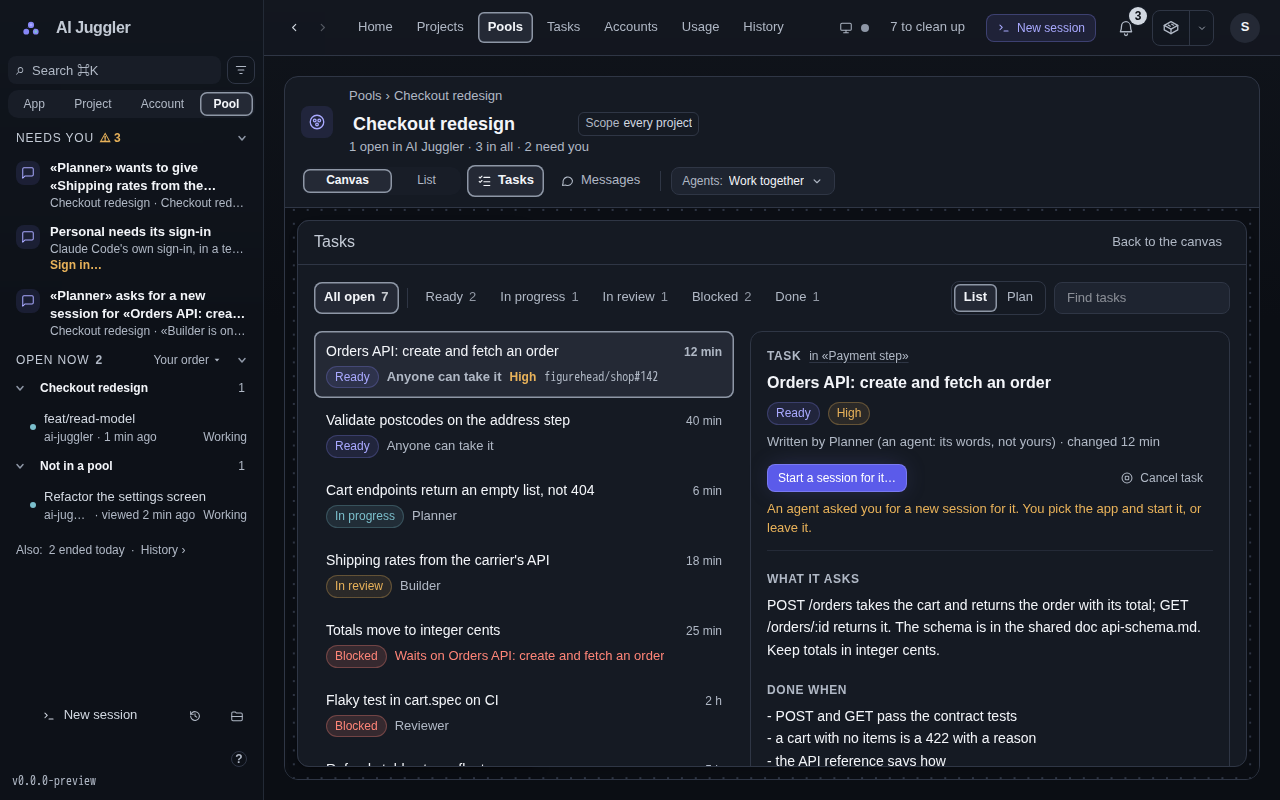 AI Juggler
Search ⌘K
App Project Account Pool
NEEDS YOU 3
«Planner» wants to give
«Shipping rates from the…
Checkout redesign · Checkout red…
Personal needs its sign-in
Claude Code's own sign-in, in a te…
Sign in…
«Planner» asks for a new
session for «Orders API: crea…
Checkout redesign · «Builder is on…
OPEN NOW 2 Your order
Checkout redesign 1
feat/read-model
ai-juggler · 1 min ago Working
Not in a pool 1
Refactor the settings screen
ai-jug… · viewed 2 min ago Working
Also: 2 ended today · History ›
New session
?
v0.0.0-preview
Home Projects Pools Tasks Accounts Usage History
7 to clean up
New session
3
S
Pools › Checkout redesign
Checkout redesign
Scope every project
1 open in AI Juggler · 3 in all · 2 need you
Canvas List Tasks Messages Agents: Work together
Tasks
Back to the canvas
All open 7 Ready 2 In progress 1 In review 1 Blocked 2 Done 1
List Plan
Find tasks
Orders API: create and fetch an order 12 min
Ready Anyone can take it High figurehead/shop#142
Validate postcodes on the address step 40 min
Ready Anyone can take it
Cart endpoints return an empty list, not 404 6 min
In progress Planner
Shipping rates from the carrier's API 18 min
In review Builder
Totals move to integer cents 25 min
Blocked Waits on Orders API: create and fetch an order
Flaky test in cart.spec on CI 2 h
Blocked Reviewer
TASK in «Payment step»
Orders API: create and fetch an order
Ready High
Written by Planner (an agent: its words, not yours) · changed 12 min
Start a session for it…
Cancel task
An agent asked you for a new session for it. You pick the app and start it, or
leave it.
WHAT IT ASKS
POST /orders takes the cart and returns the order with its total; GET
/orders/:id returns it. The schema is in the shared doc api-schema.md.
Keep totals in integer cents.
DONE WHEN
- POST and GET pass the contract tests
- a cart with no items is a 422 with a reason
- the API reference says how